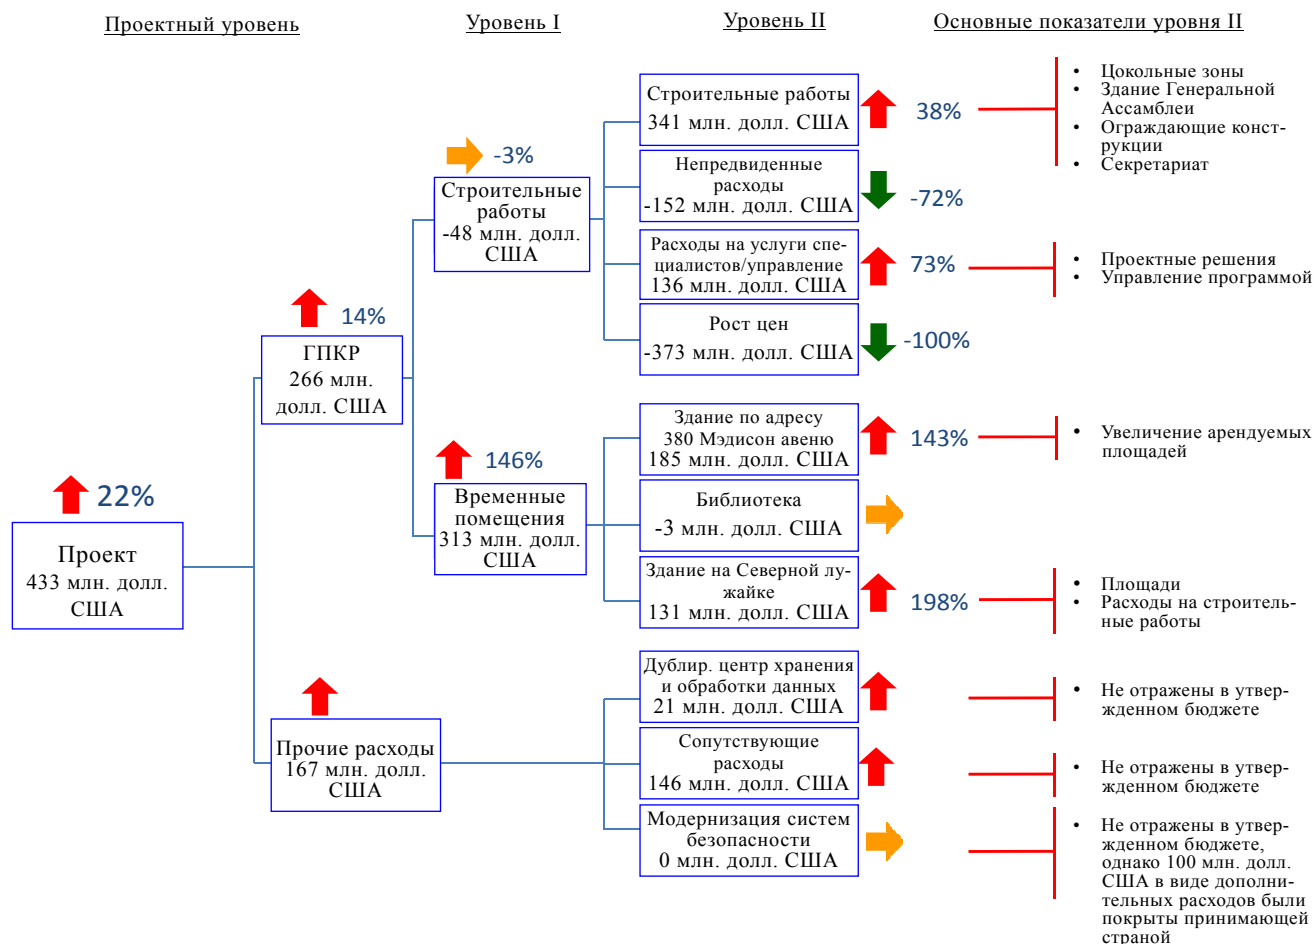 Проектный уровень
Уровень I
Уровень II
Основные показатели уровня II
22%
Проект
433 млн. долл.
США
14%
ГПКР
266 млн.
долл. США
Прочие расходы
167 млн. долл.
США
-3%
Строительные
работы
-48 млн. долл.
США
146%
Временные
помещения
313 млн. долл.
США
Строительные работы
341 млн. долл. США
38%
• Цокольные зоны
• Здание Генеральной
Ассамблеи
• Ограждающие конст-
рукции
• Секретариат
Непредвиденные
расходы
-152 млн. долл. США
-72%
Расходы на услуги спе-
циалистов/управление
136 млн. долл. США
73%
• Проектные решения
• Управление программой
Рост цен
-373 млн. долл. США
-100%
Здание по адресу
380 Мэдисон авеню
185 млн. долл. США
143%
• Увеличение арендуемых
площадей
Библиотека
-3 млн. долл. США
Здание на Северной лу-
жайке
131 млн. долл. США
198%
• Площади
• Расходы на строитель-
ные работы
Дублир. центр хранения
и обработки данных
21 млн. долл. США
• Не отражены в утвер-
жденном бюджете
Сопутствующие
расходы
146 млн. долл. США
• Не отражены в утвер-
жденном бюджете
Модернизация систем
безопасности
0 млн. долл. США
• Не отражены в утвер-
жденном бюджете,
однако 100 млн. долл.
США в виде дополни-
тельных расходов были
покрыты принимающей
страной